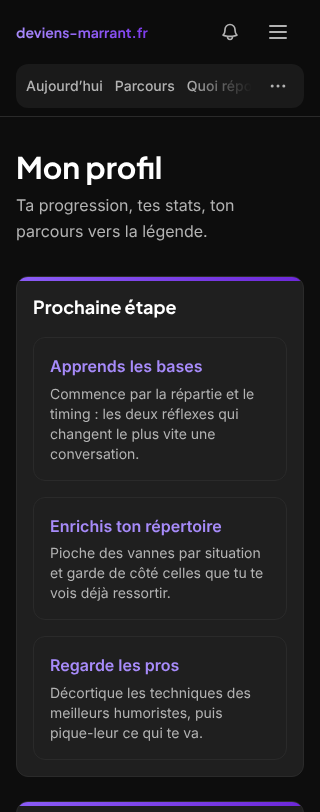 deviens-marrant.fr
Aujourd'hui Parcours Quoi
Mon profil
Ta progression, tes stats, ton
parcours vers la légende.
Prochaine étape
Apprends les bases
Commence par la répartie et le
timing : les deux réflexes qui
changent le plus vite une
conversation.
Enrichis ton répertoire
Pioche des vannes par situation
et garde de côté celles que tu te
vois déjà ressortir.
Regarde les pros
Décortique les techniques des
meilleurs humoristes, puis
pique-leur ce qui te va.